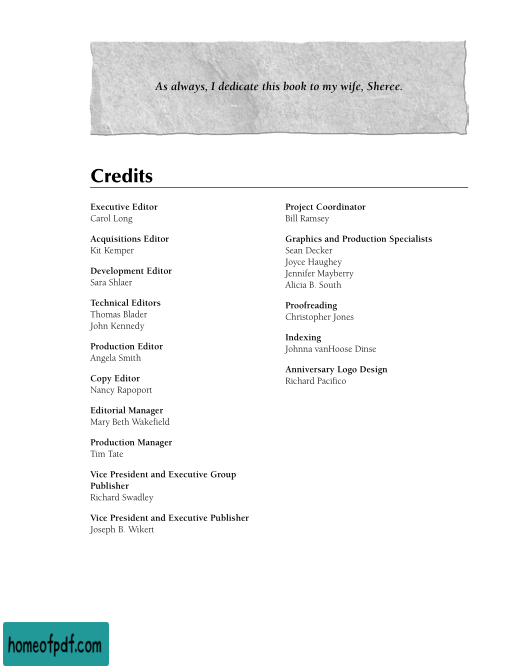 As always, I dedicate this book to my wife, Sheree.
Credits
Executive Editor
Carol Long
Acquisitions Editor
Kit Kemper
Development Editor
Sara Shlaer
Technical Editors
Thomas Blader
John Kennedy
Production Editor
Angela Smith
Copy Editor
Nancy Rapoport
Editorial Manager
Mary Beth Wakefield
Production Manager
Tim Tate
Vice President and Executive Group
Publisher
Richard Swadley
Vice President and Executive Publisher
Joseph B. Wikert
Project Coordinator
Bill Ramsey
Graphics and Production Specialists
Sean Decker
Joyce Haughey
Jennifer Mayberry
Alicia B. South
Proofreading
Christopher Jones
Indexing
Johnna vanHoose Dinse
Anniversary Logo Design
Richard Pacifico
homeofpdf.com